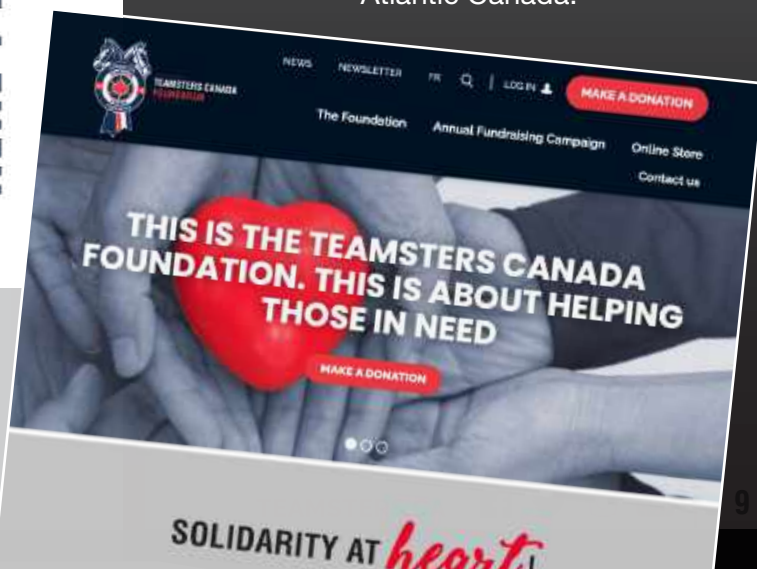 Atlantic Canada.
TEAMSTERS CANADA
FOUNDATION
NEWS NEWSLETTER FR LOG IN MAKE A DONATION
The Foundation Annual Fundraising Campaign Online Store
Contact us
THIS IS THE TEAMSTERS CANADA
FOUNDATION. THIS IS ABOUT HELPING
THOSE IN NEED
MAKE A DONATION
SOLIDARITY AT heart!
9